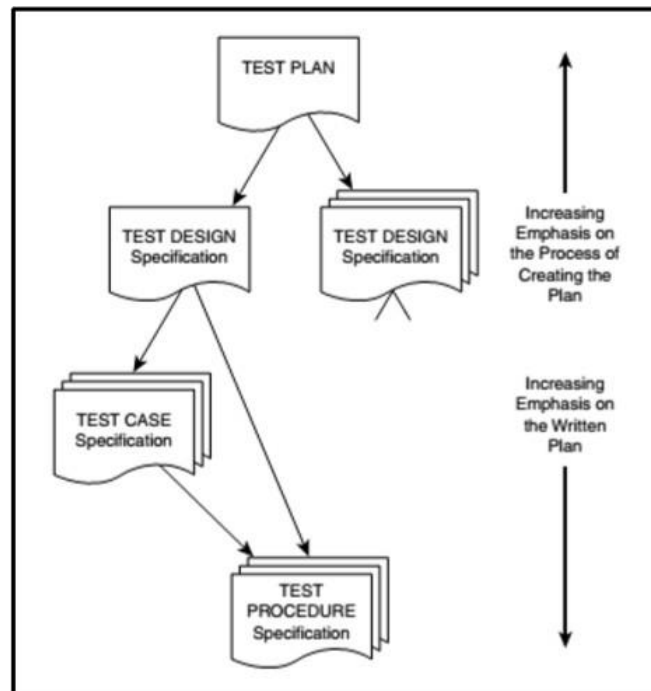 TEST PLAN
TEST DESIGN
Specification
TEST DESIGN
Specification
Increasing
Emphasis on
the Process of
Creating the
Plan
TEST CASE
Specification
Increasing
Emphasis on
the Written
Plan
TEST
PROCEDURE
Specification